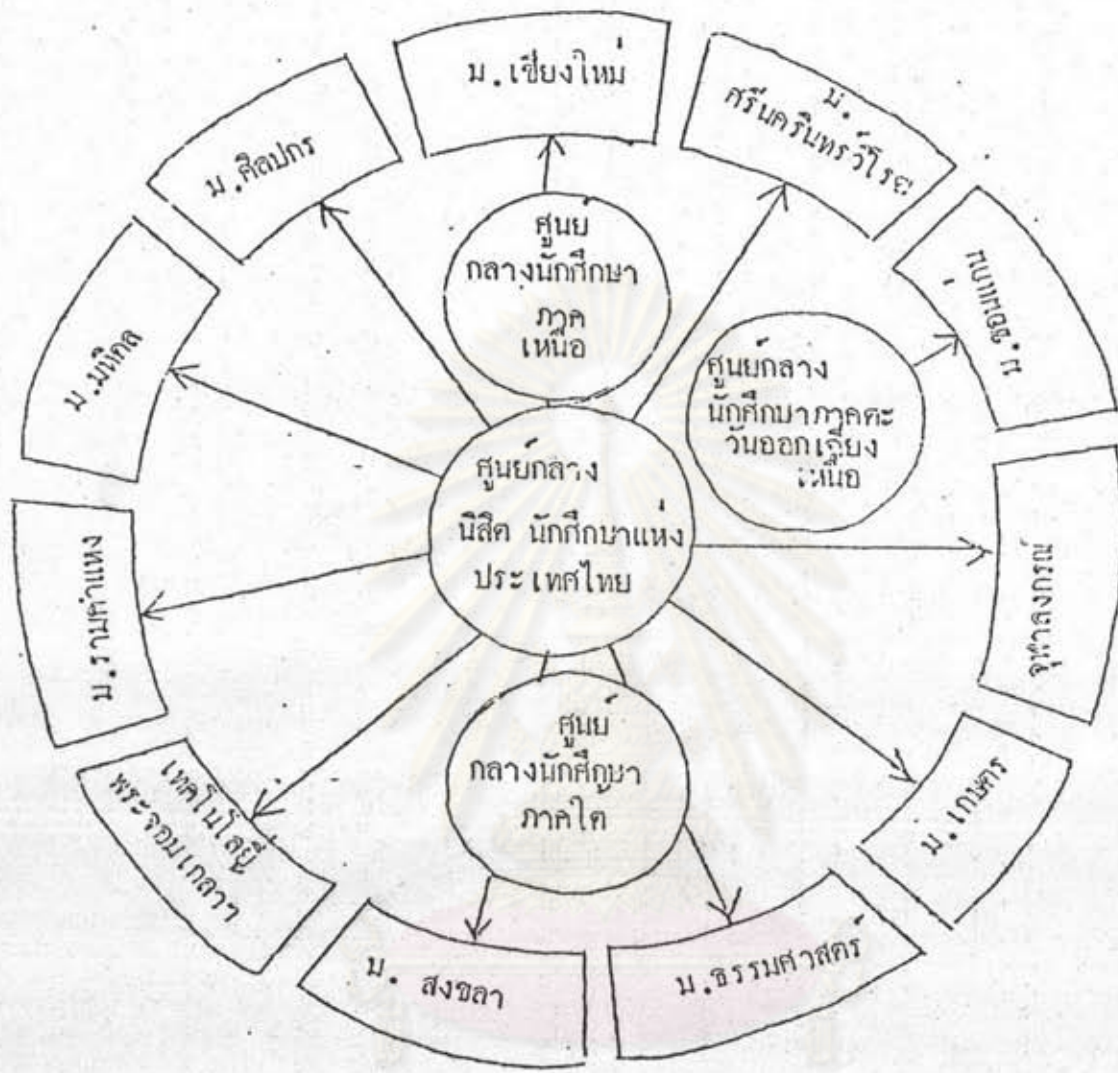 ม.เชียงใหม่
ม.
ศรีนครินทรวิโรฒ
ม.ขอนแก่น
จุฬาลงกรณ์
ม.เกษตร
ม.ธรรมศาสตร์
ม. สงขลา
เทคโนโลยี
พระจอมเกล้าฯ
ม.รามคำแหง
ม.มหิดล
ม.ศิลปกร
ศูนย์
กลางนักศึกษา
ภาค
เหนือ
ศูนย์กลาง
นักศึกษาภาคตะ
วันออกเฉียง
เหนือ
ศูนย์กลาง
นิสิต นักศึกษาแห่ง
ประเทศไทย
ศูนย์
กลางนักศึกษา
ภาคใต้